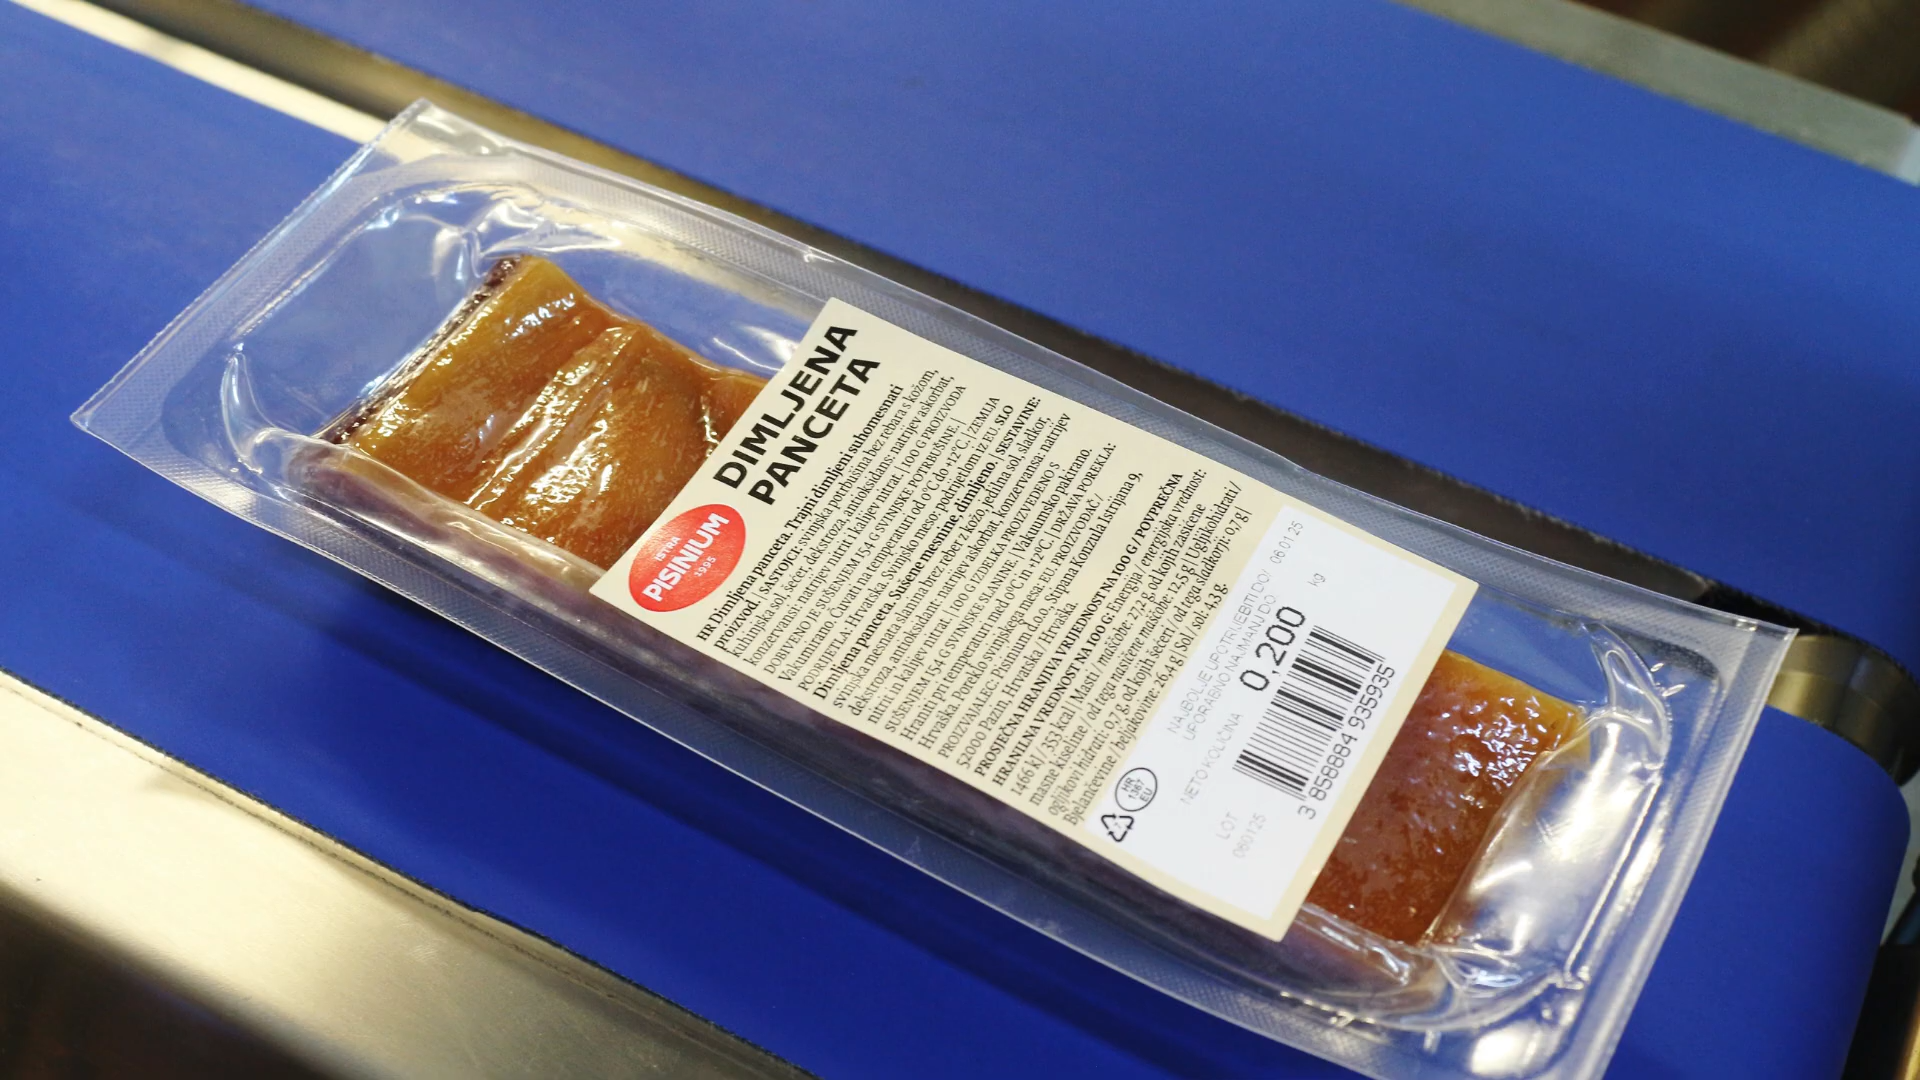 DIMLJENA
PANCETA
ISTRA
PISINIUM
1995
HR Dimljena panceta. Trajni dimljeni suhomesnati
proizvod | SASTOJCI: svinjska potrbušina bez rebara s kožom,
kuhinjska sol, šećer, dekstroza, antioksidans: natrijev askorbat,
konzervansi: natrijev nitrit i kalijev nitrat. | 100 G PROIZVODA
DOBIVENO JE SUŠENJEM 154 G SVINJSKE POTRBUŠINE. |
Vakumirano. Čuvati na temperaturi od 0°C do +12°C. | ZEMLJA
PODRIJETLA: Hrvatska. Svinjsko meso podrijetlom iz EU. SLO
Dimljena panceta. Sušene mesnine, dimljeno. | SESTAVINE:
svinjska mesnata slanina brez reber z kožo, jedilna sol, sladkor,
dekstroza, antioksidant: natrijev askorbat, konzervansa: natrijev
nitrit in kalijev nitrat. | 100 G IZDELKA PROIZVEDENO S
SUŠENJEM 154 G SVINJSKE SLANINE. | Vakuumsko pakirano.
Hraniti pri temperaturi med 0°C in +12°C. | DRŽAVA POREKLA:
Hrvaška. Poreklo svinjskega mesa: EU. PROIZVOĐAČ /
PROIZVAJALEC: Pisinium d.o.o., Stipana Konzula Istrijana 9,
52000 Pazin, Hrvatska / Hrvaška.
PROSJEČNA HRANJIVA VRIJEDNOST NA 100 G / POVPREČNA
HRANILNA VREDNOST NA 100 G: Energija / energijska vrednost:
1466 kJ / 353 kcal | Masti / maščobe: 27,2 g, od kojih zasićene
masne kiseline / od tega nasičene maščobe: 12,5 g | Ugljikohidrati /
ogljikovi hidrati: 0,7 g, od kojih šećeri / od tega sladkorji: 0,7 g |
Bjelančevine / beljakovine: 26,4 g | Sol / sol: 4,3 g.
HR
1367
EU
7
NAJBOLJE UPOTRIJEBITI DO/ 06 01 25
UPORABNO NAJMANJ DO:
NETO KOLIČINA 0,200 kg
LOT
060125
3 858884 935935